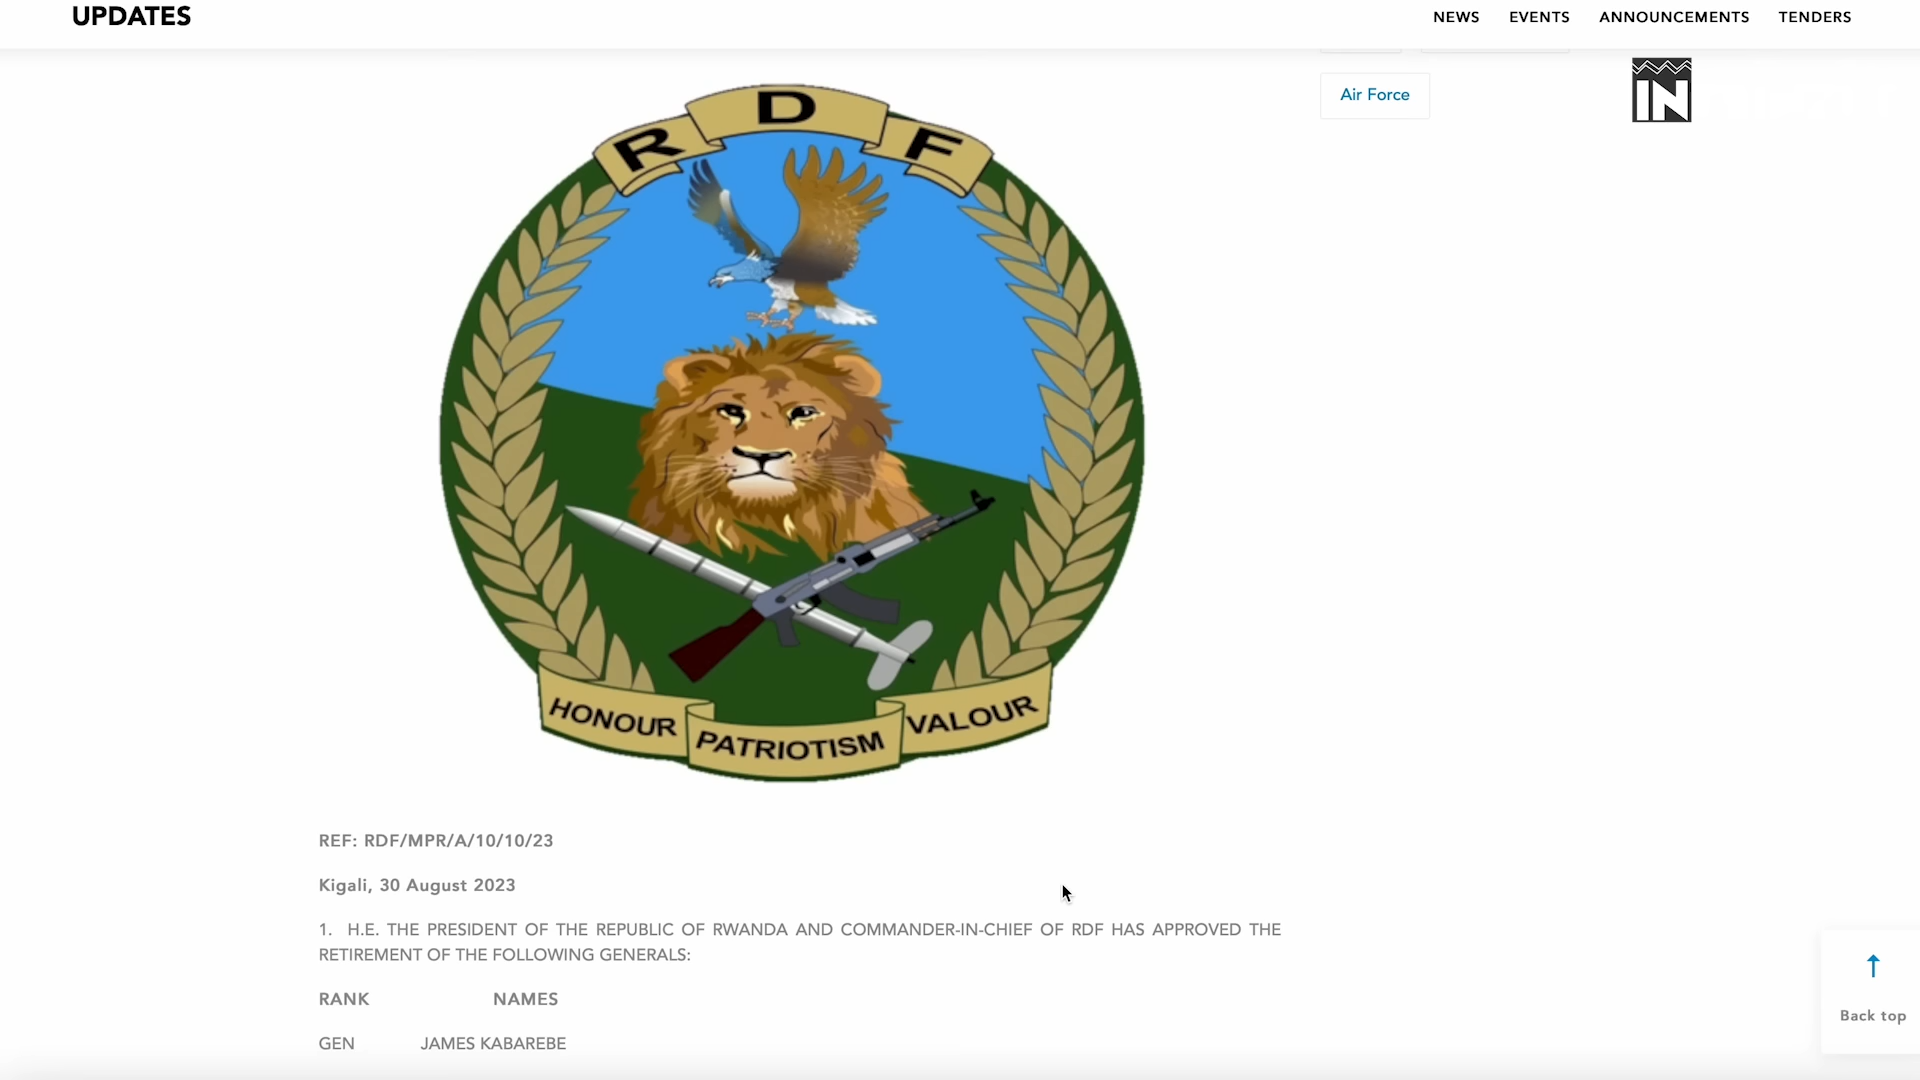 UPDATES
NEWS EVENTS ANNOUNCEMENTS TENDERS
Air Force
IN
R D F
HONOUR PATRIOTISM VALOUR
REF: RDF/MPR/A/10/10/23
Kigali, 30 August 2023
1. H.E. THE PRESIDENT OF THE REPUBLIC OF RWANDA AND COMMANDER-IN-CHIEF OF RDF HAS APPROVED THE
RETIREMENT OF THE FOLLOWING GENERALS:
RANK NAMES
GEN JAMES KABAREBE
Back top